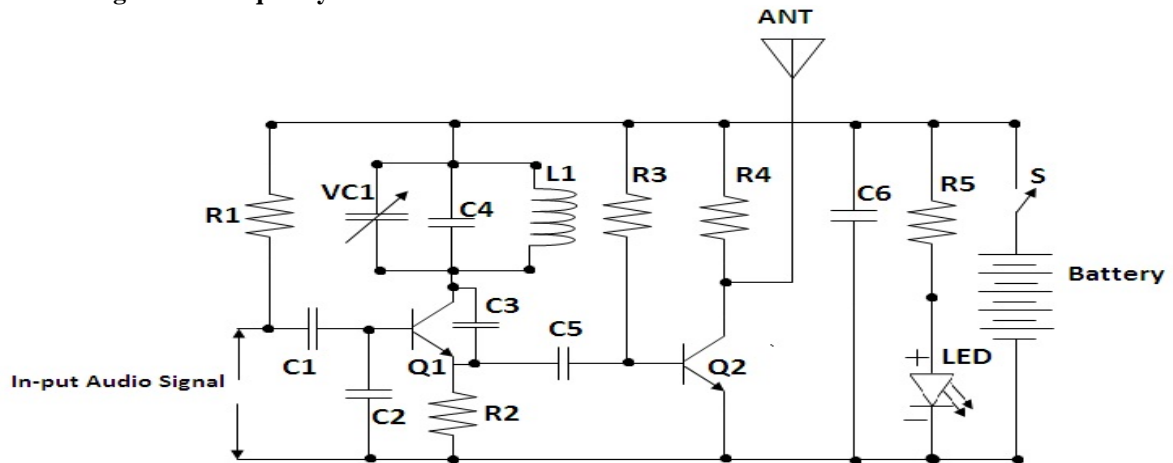 ANT
L1
R3
R4
VC1
R5
S
R1
C4
C6
Battery
C3
C5
C1
Q1
Q2
+ LED
In-put Audio Signal
C2
R2
−